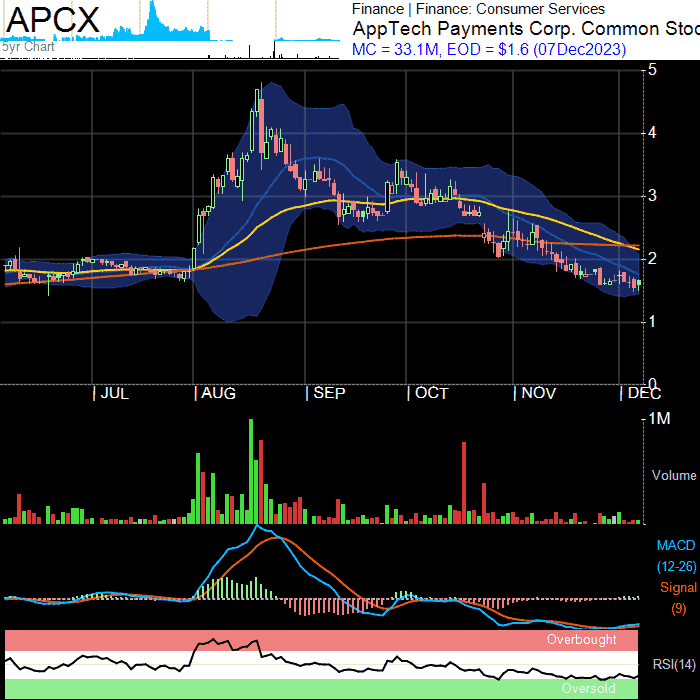 APCX
5yr Chart
Finance | Finance: Consumer Services
AppTech Payments Corp. Common Stoc
MC = 33.1M, EOD = $1.6 (07Dec2023)
5
4
3
2
1
0
| JUL | AUG | SEP | OCT | NOV | DEC
1M
Volume
MACD
(12-26)
Signal
(9)
Overbought
RSI(14)
Oversold